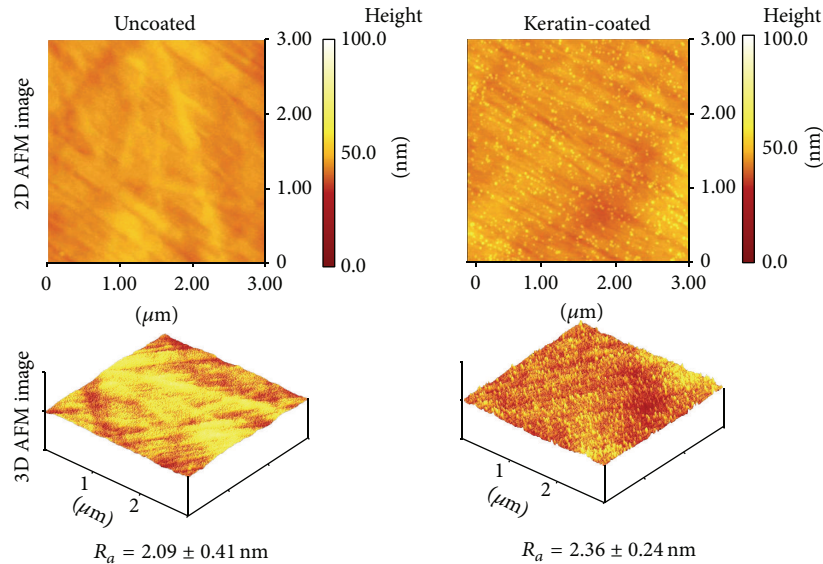 Uncoated
Height
Keratin-coated
Height
2D AFM image
3.00
2.00
1.00
0
100.0
50.0
0.0
(nm)
0
1.00
2.00
3.00
(μm)
3.00
2.00
1.00
0
100.0
50.0
0.0
(nm)
0
1.00
2.00
3.00
(μm)
3D AFM image
1
2
(μm)
1
2
(μm)
Rₐ = 2.09 ± 0.41 nm
Rₐ = 2.36 ± 0.24 nm